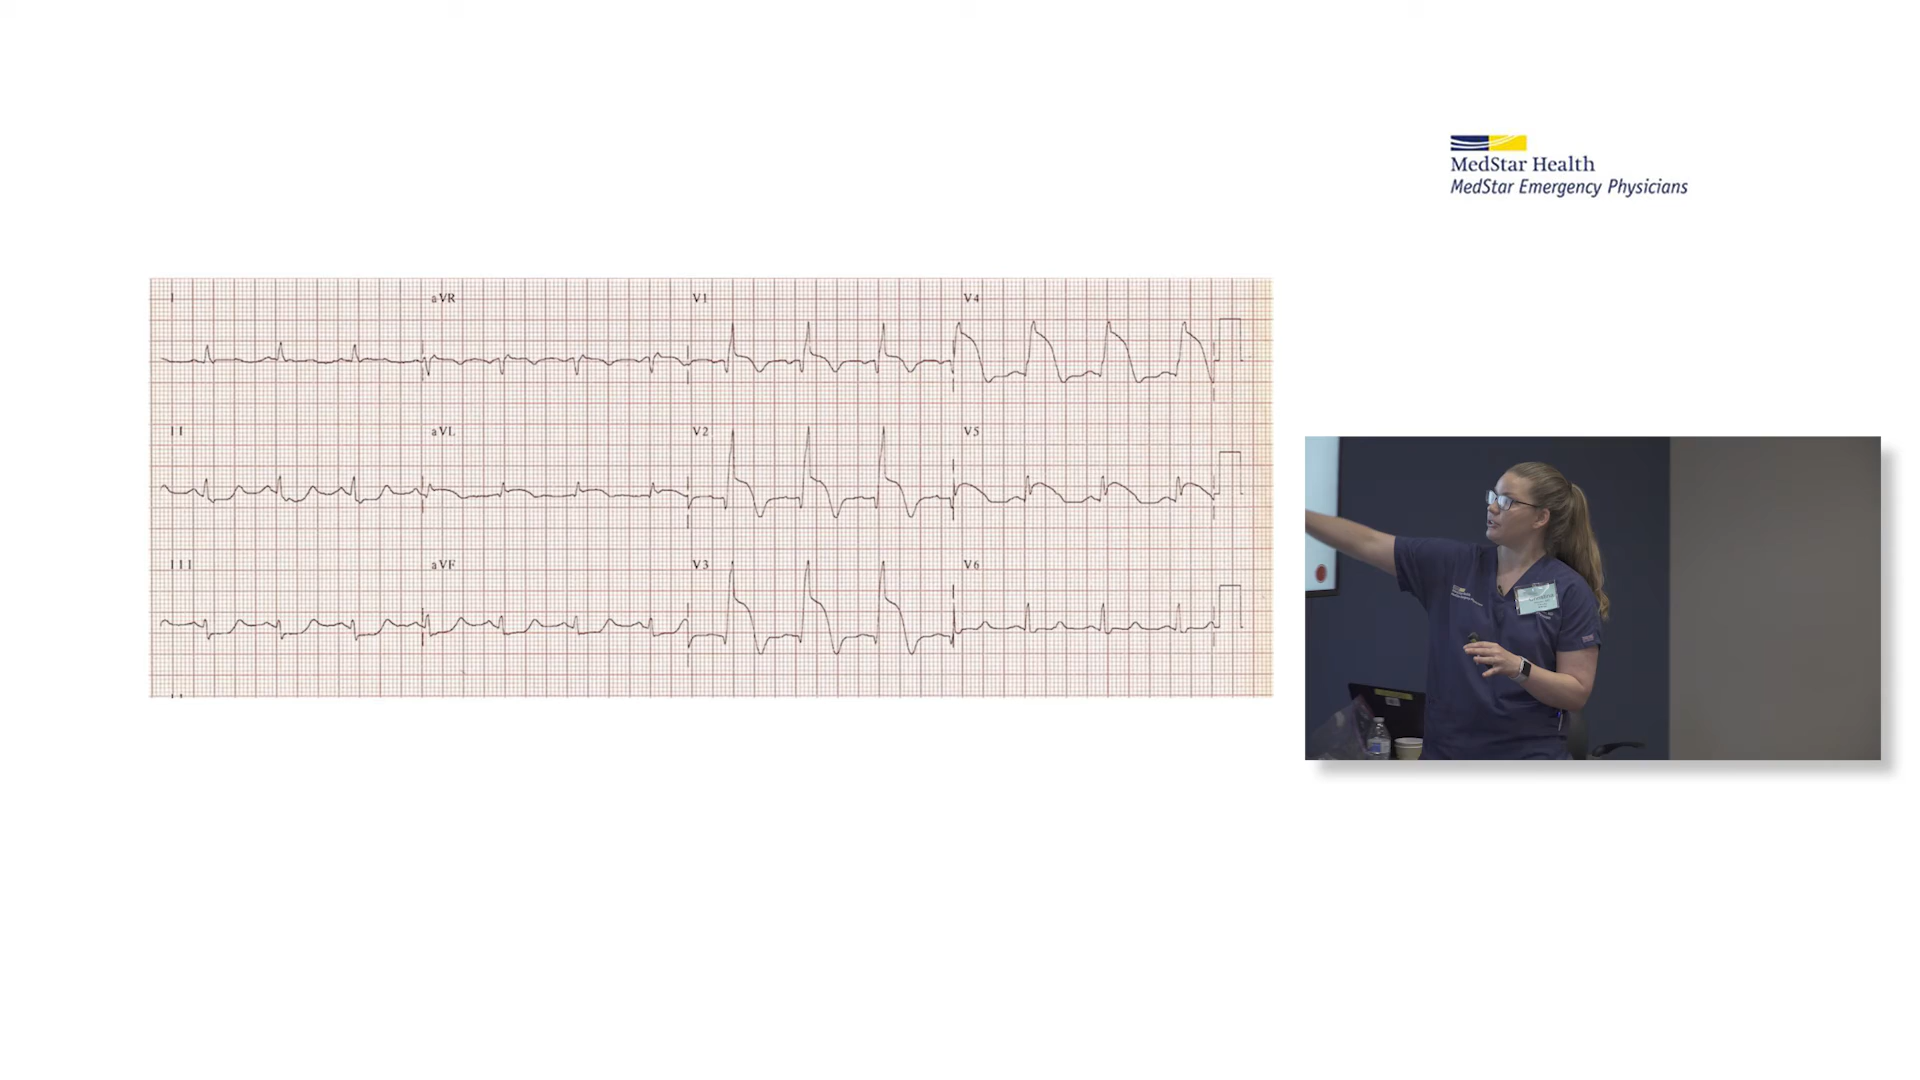 MedStar Health
MedStar Emergency Physicians
I aVR V1 V4
II aVL V2 V5
III aVF V3 V6